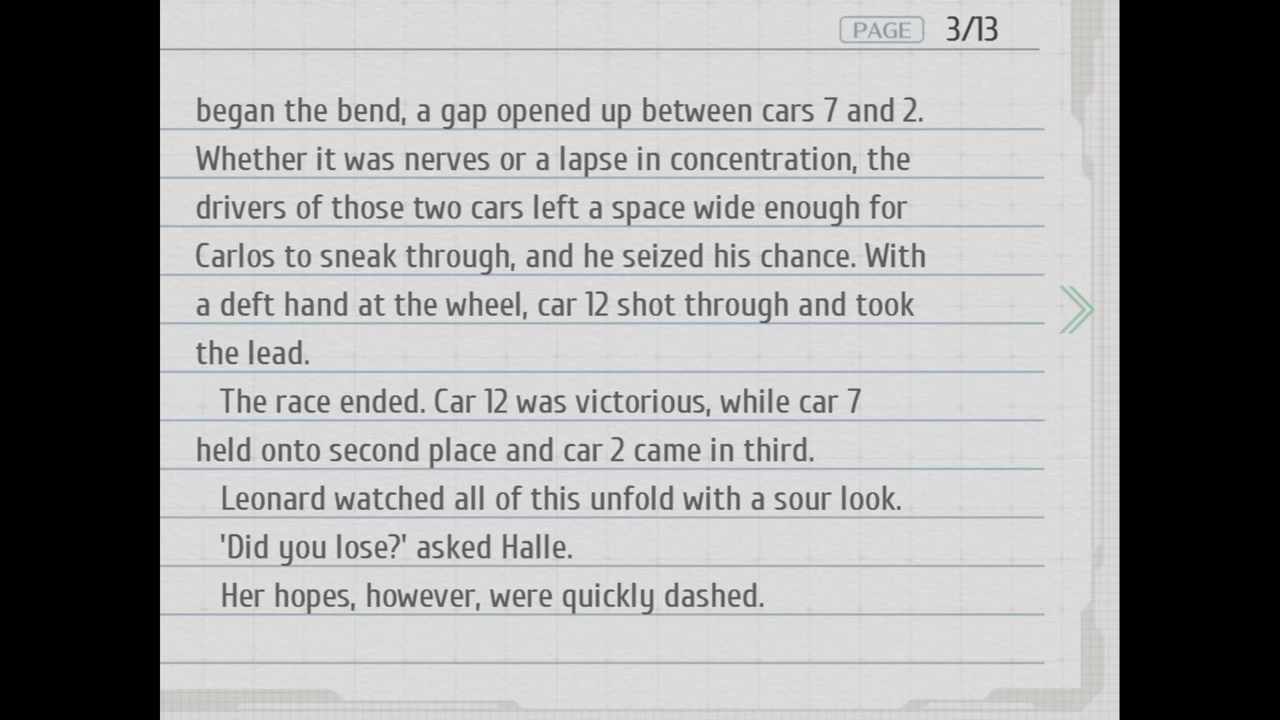 PAGE 3/13
began the bend, a gap opened up between cars 7 and 2.
Whether it was nerves or a lapse in concentration, the
drivers of those two cars left a space wide enough for
Carlos to sneak through, and he seized his chance. With
a deft hand at the wheel, car 12 shot through and took
the lead.
The race ended. Car 12 was victorious, while car 7
held onto second place and car 2 came in third.
Leonard watched all of this unfold with a sour look.
'Did you lose?' asked Halle.
Her hopes, however, were quickly dashed.